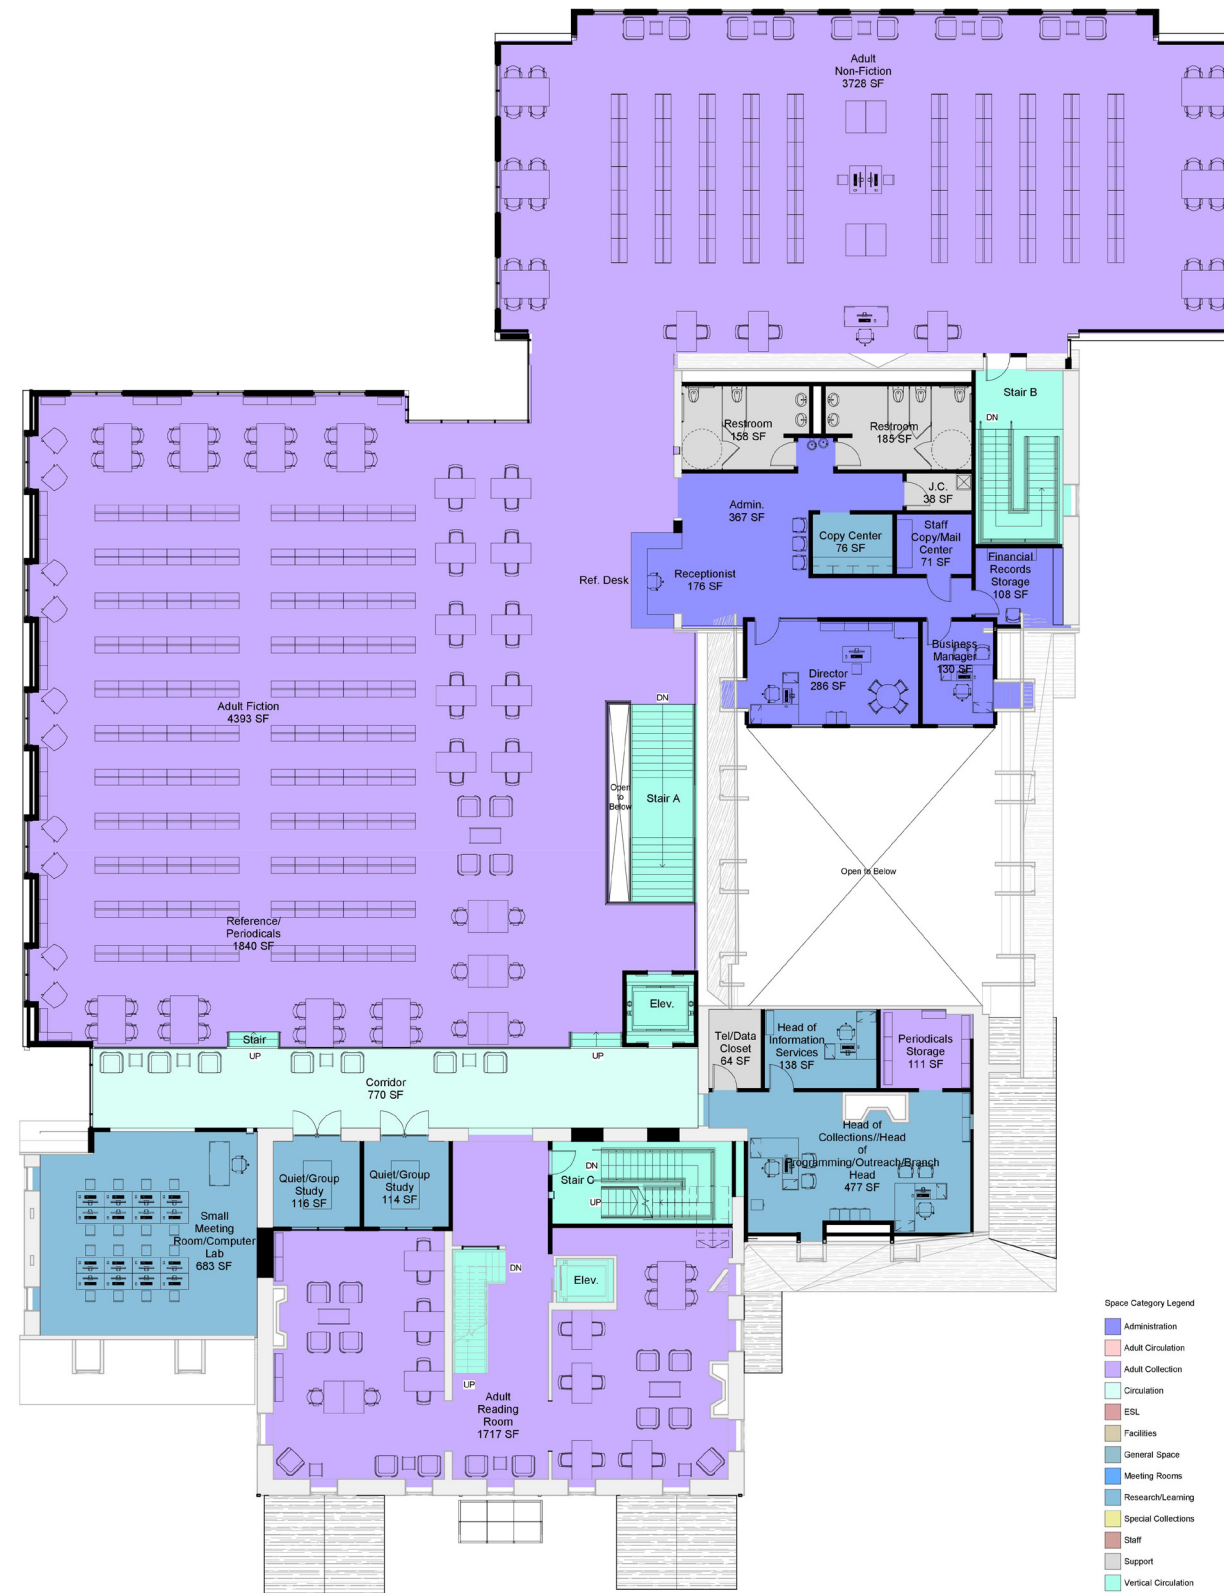 Adult
Non-Fiction
3728 SF
Restroom
158 SF
Restroom
185 SF
Stair B
DN
J.C.
38 SF
Admin.
367 SF
Copy Center
76 SF
Staff
Copy/Mail
Center
71 SF
Financial
Records
Storage
108 SF
Ref. Desk
Receptionist
176 SF
Director
286 SF
Business
Manager
130 SF
Adult Fiction
4393 SF
DN
Open
to
Below
Stair A
Open to Below
Reference/
Periodicals
1840 SF
Elev.
Stair
UP
UP
Corridor
770 SF
Tel/Data
Closet
64 SF
Head of
Information
Services
138 SF
Periodicals
Storage
111 SF
Head of
Collections//Head
of
Programming/Outreach/Branch
Head
477 SF
Quiet/Group
Study
116 SF
Quiet/Group
Study
114 SF
DN
Stair C
UP
Small
Meeting
Room/Computer
Lab
683 SF
DN
Elev.
UP
Adult
Reading
Room
1717 SF
Space Category Legend
Administration
Adult Circulation
Adult Collection
Circulation
ESL
Facilities
General Space
Meeting Rooms
Research/Learning
Special Collections
Staff
Support
Vertical Circulation